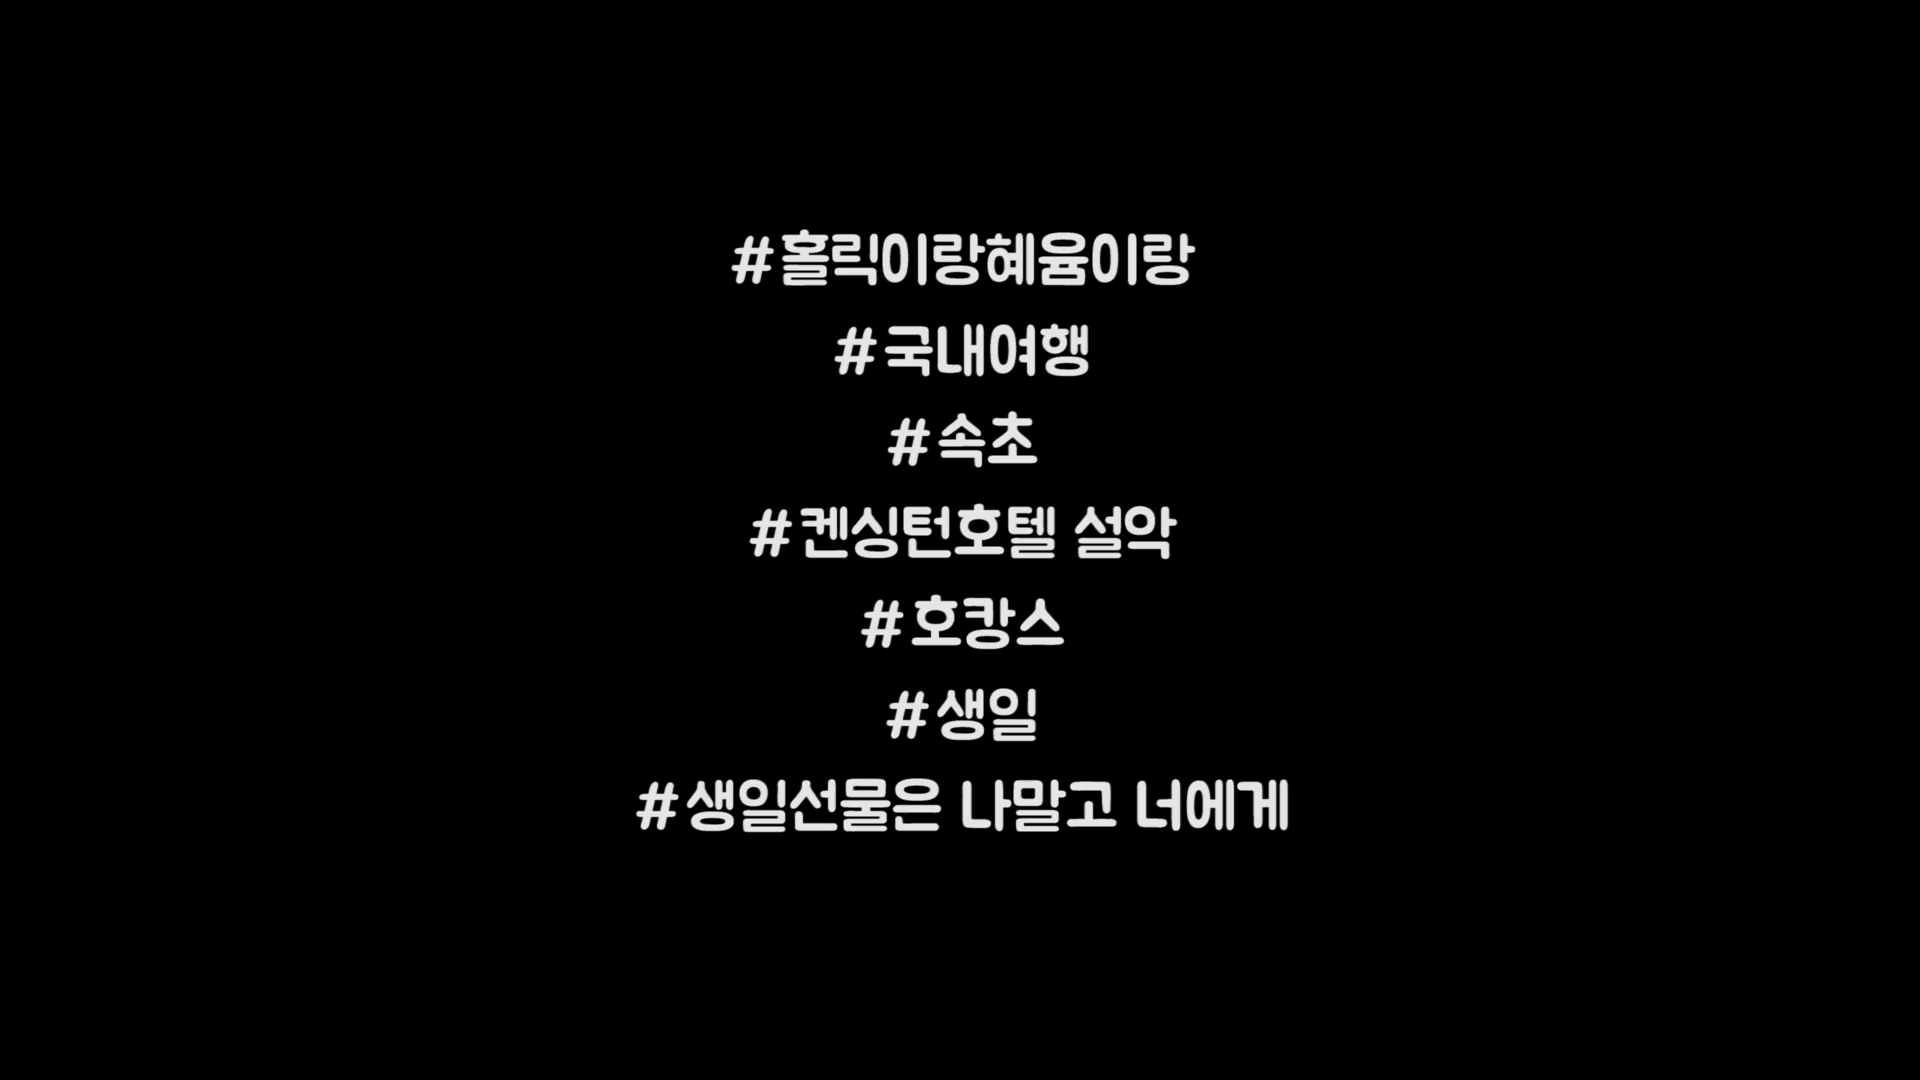 #홀릭이랑혜윰이랑
#국내여행
#속초
#켄싱턴호텔 설악
#호캉스
#생일
#생일선물은 나말고 너에게